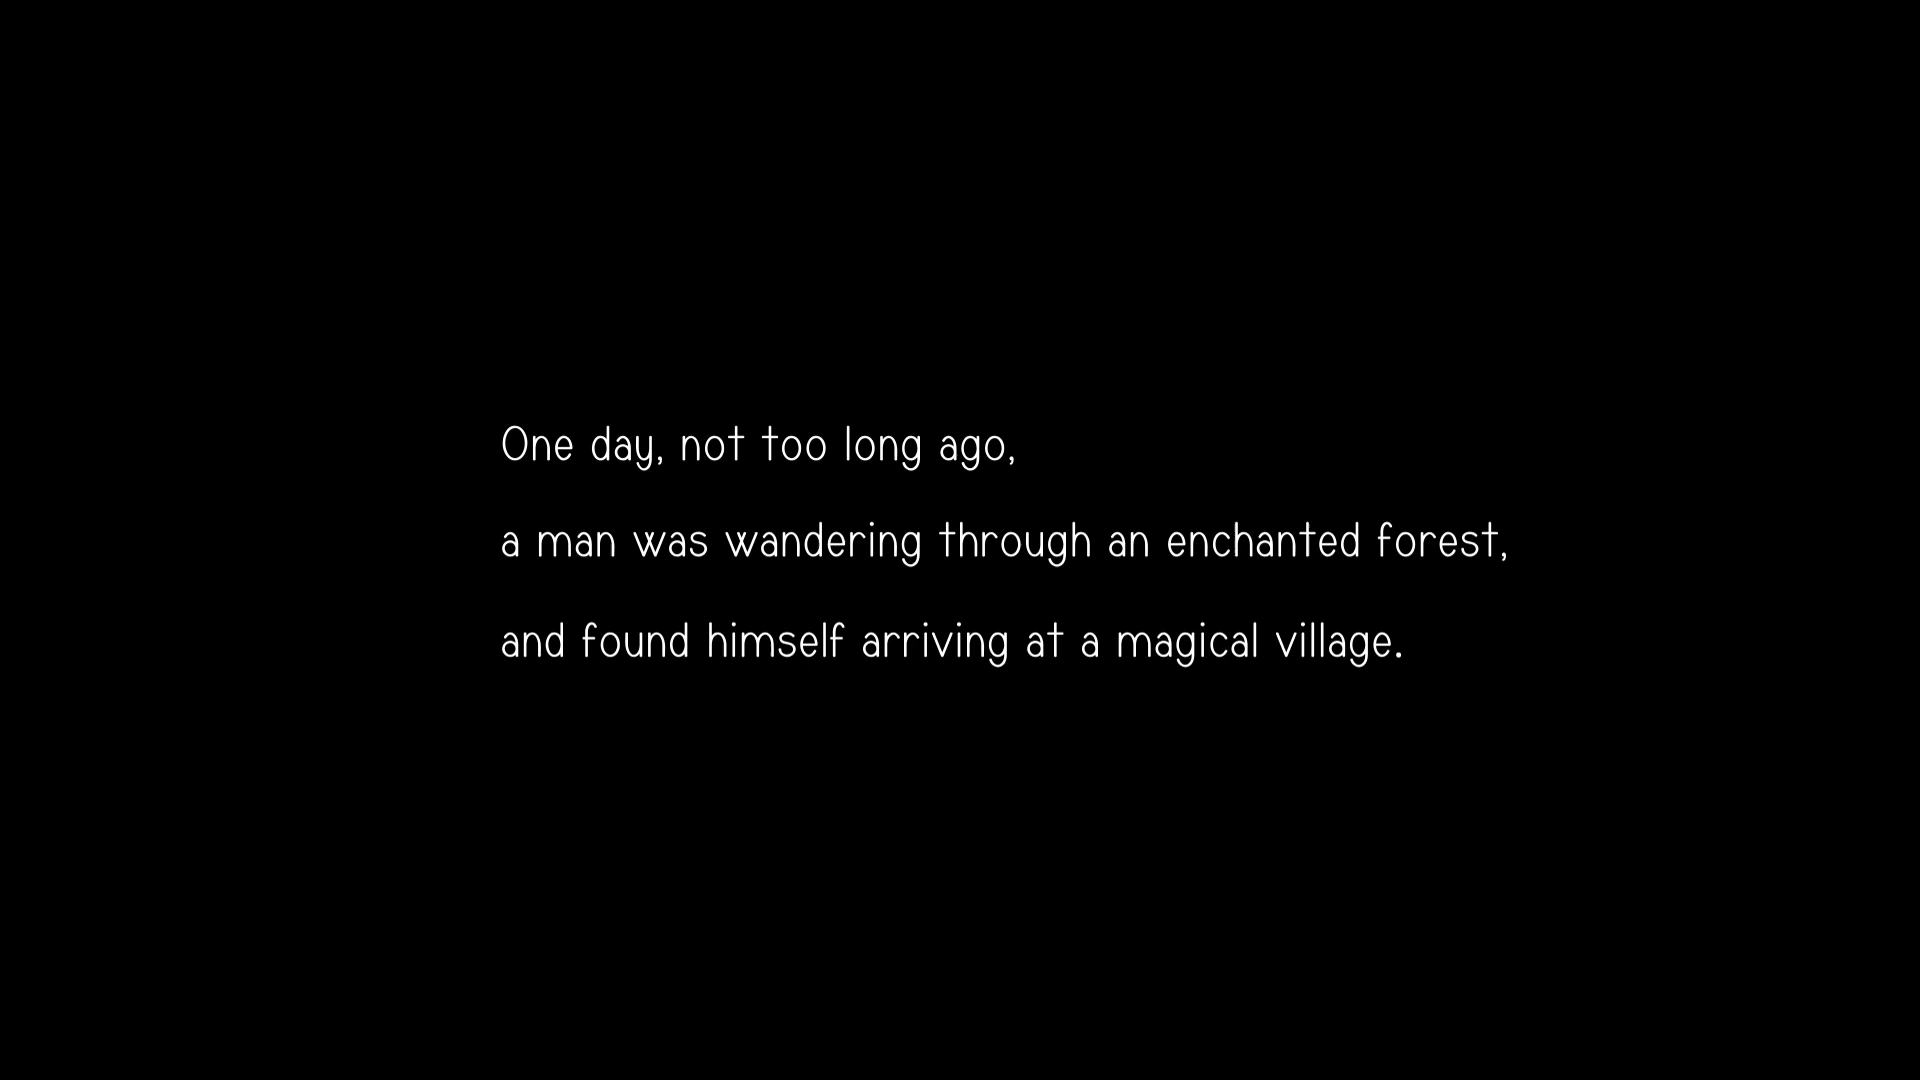 One day, not too long ago,
a man was wandering through an enchanted forest,
and found himself arriving at a magical village.